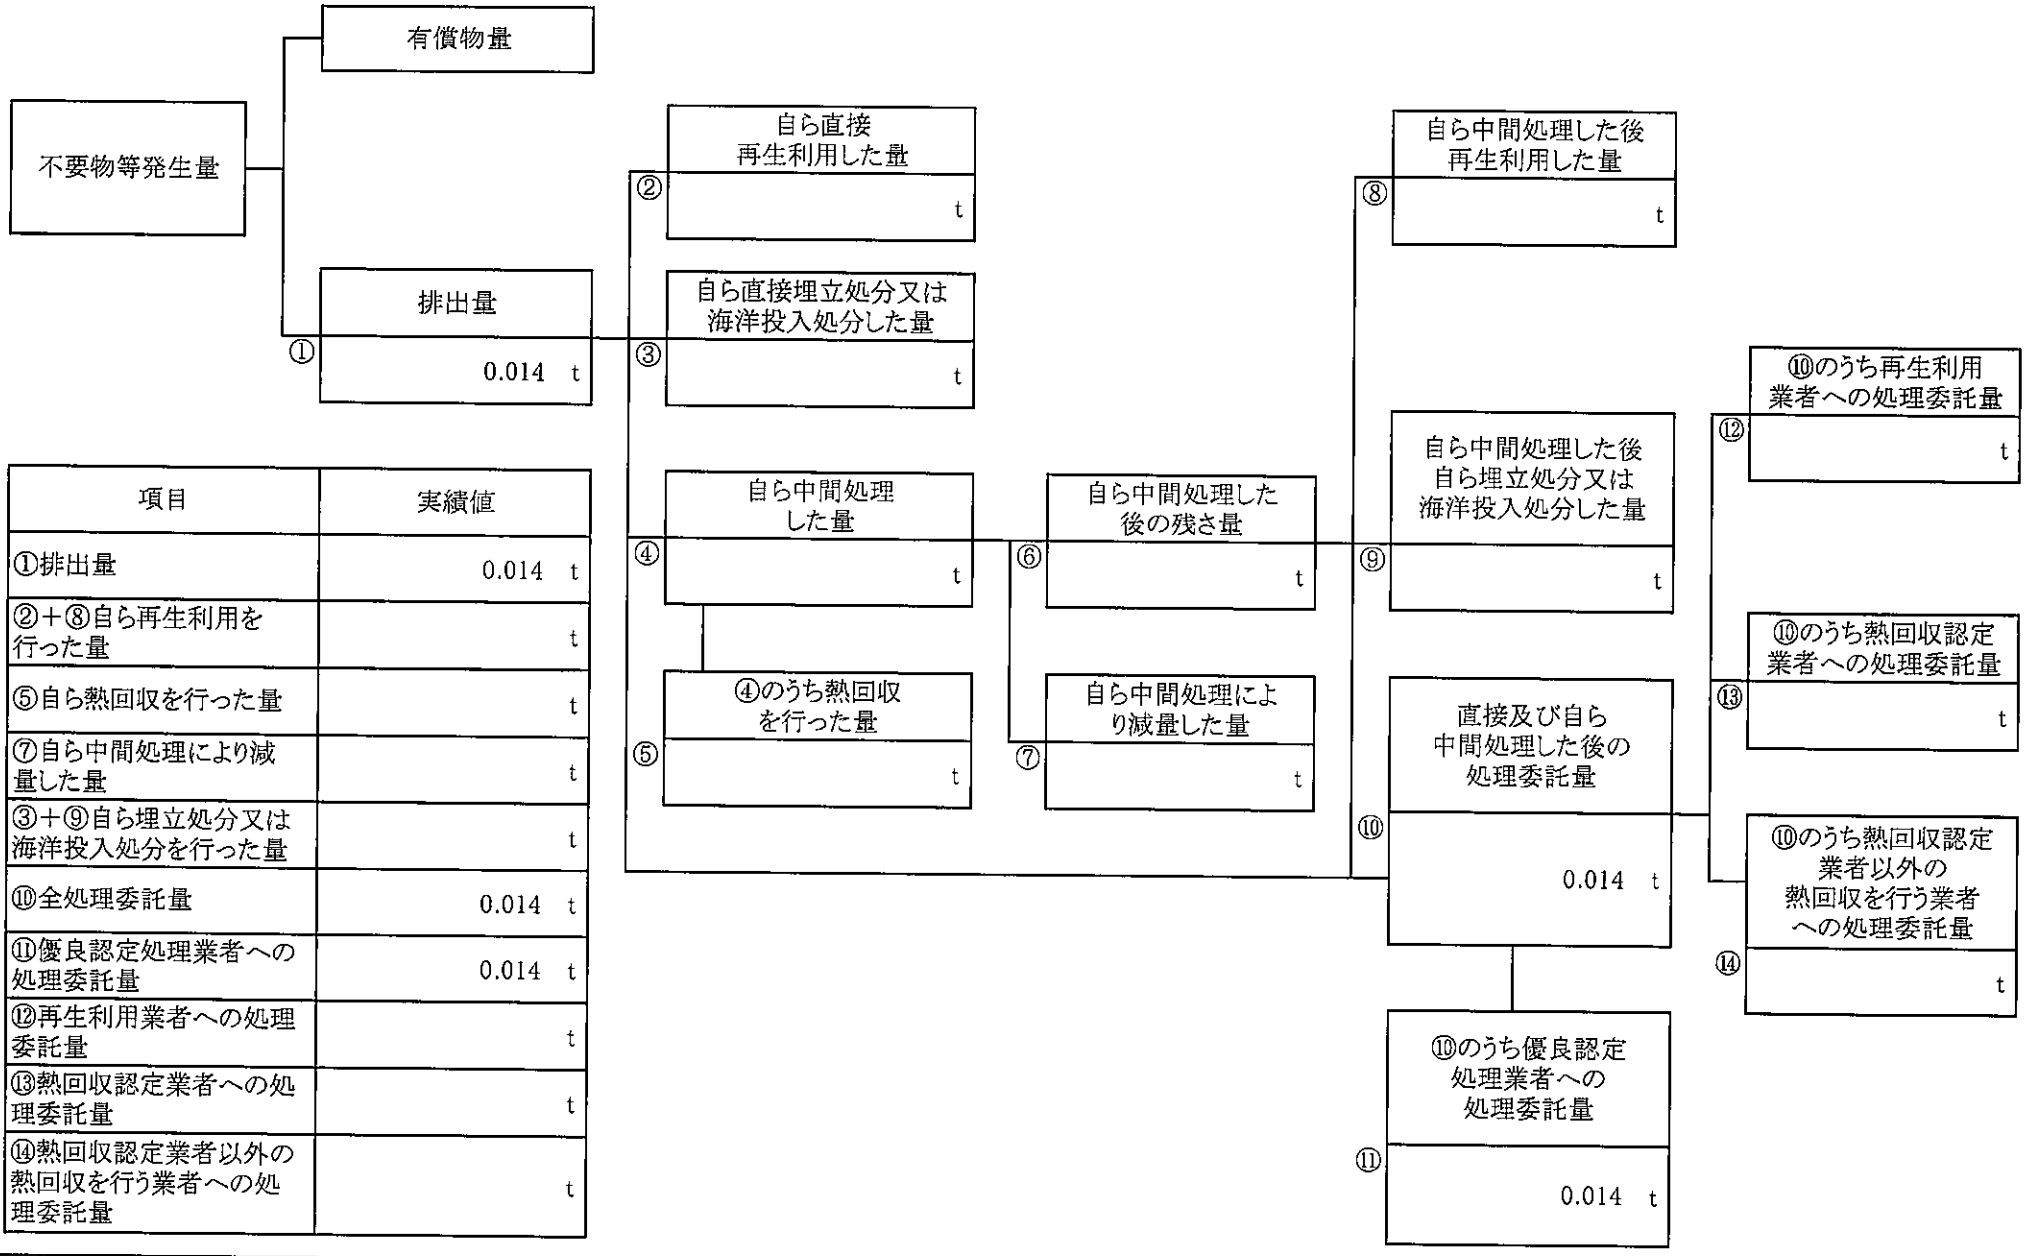 有償物量
不要物等発生量
排出量
①
0.014 t
自ら直接
再生利用した量
②
t
自ら直接埋立処分又は
海洋投入処分した量
③
t
自ら中間処理
した量
④
t
④のうち熱回収
を行った量
⑤
t
自ら中間処理した
後の残さ量
⑥
t
自ら中間処理によ
り減量した量
⑦
t
自ら中間処理した後
再生利用した量
⑧
t
自ら中間処理した後
自ら埋立処分又は
海洋投入処分した量
⑨
t
直接及び自ら
中間処理した後の
処理委託量
⑩
0.014 t
⑩のうち優良認定
処理業者への
処理委託量
⑪
0.014 t
⑩のうち再生利用
業者への処理委託量
⑫
t
⑩のうち熱回収認定
業者への処理委託量
⑬
t
⑩のうち熱回収認定
業者以外の
熱回収を行う業者
への処理委託量
⑭
t
項目 実績値
①排出量 0.014 t
②+⑧自ら再生利用を
行った量 t
⑤自ら熱回収を行った量 t
⑦自ら中間処理により減
量した量 t
③+⑨自ら埋立処分又は
海洋投入処分を行った量 t
⑩全処理委託量 0.014 t
⑪優良認定処理業者への
処理委託量 0.014 t
⑫再生利用業者への処理
委託量 t
⑬熱回収認定業者への処
理委託量 t
⑭熱回収認定業者以外の
熱回収を行う業者への処
理委託量 t